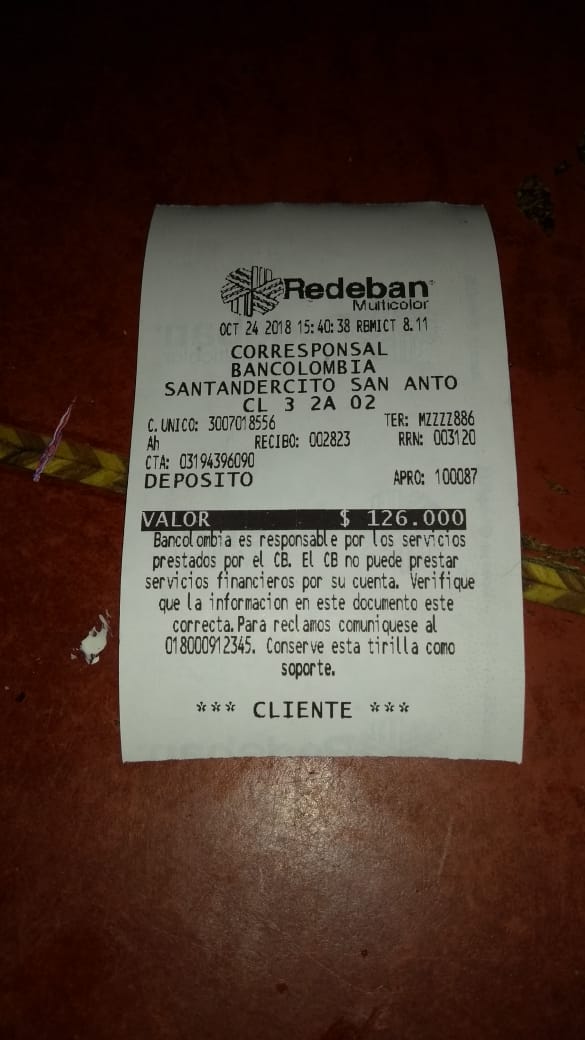 Redeban
Multicolor
OCT 24 2018 15:40:38 RBMICT 8.11
CORRESPONSAL
BANCOLOMBIA
SANTANDERCITO SAN ANTO
CL 3 2A 02
C.UNICO: 3007018556 TER: MZZZZ886
Ah RECIBO: 002823 RRN: 003120
CTA: 03194396090
DEPOSITO APRO: 100087
VALOR $ 126.000
Bancolombia es responsable por los servicios
prestados por el CB. El CB no puede prestar
servicios financieros por su cuenta. Verifique
que la informacion en este documento este
correcta.Para reclamos comuniquese al
018000912345. Conserve esta tirilla como
soporte.
*** CLIENTE ***